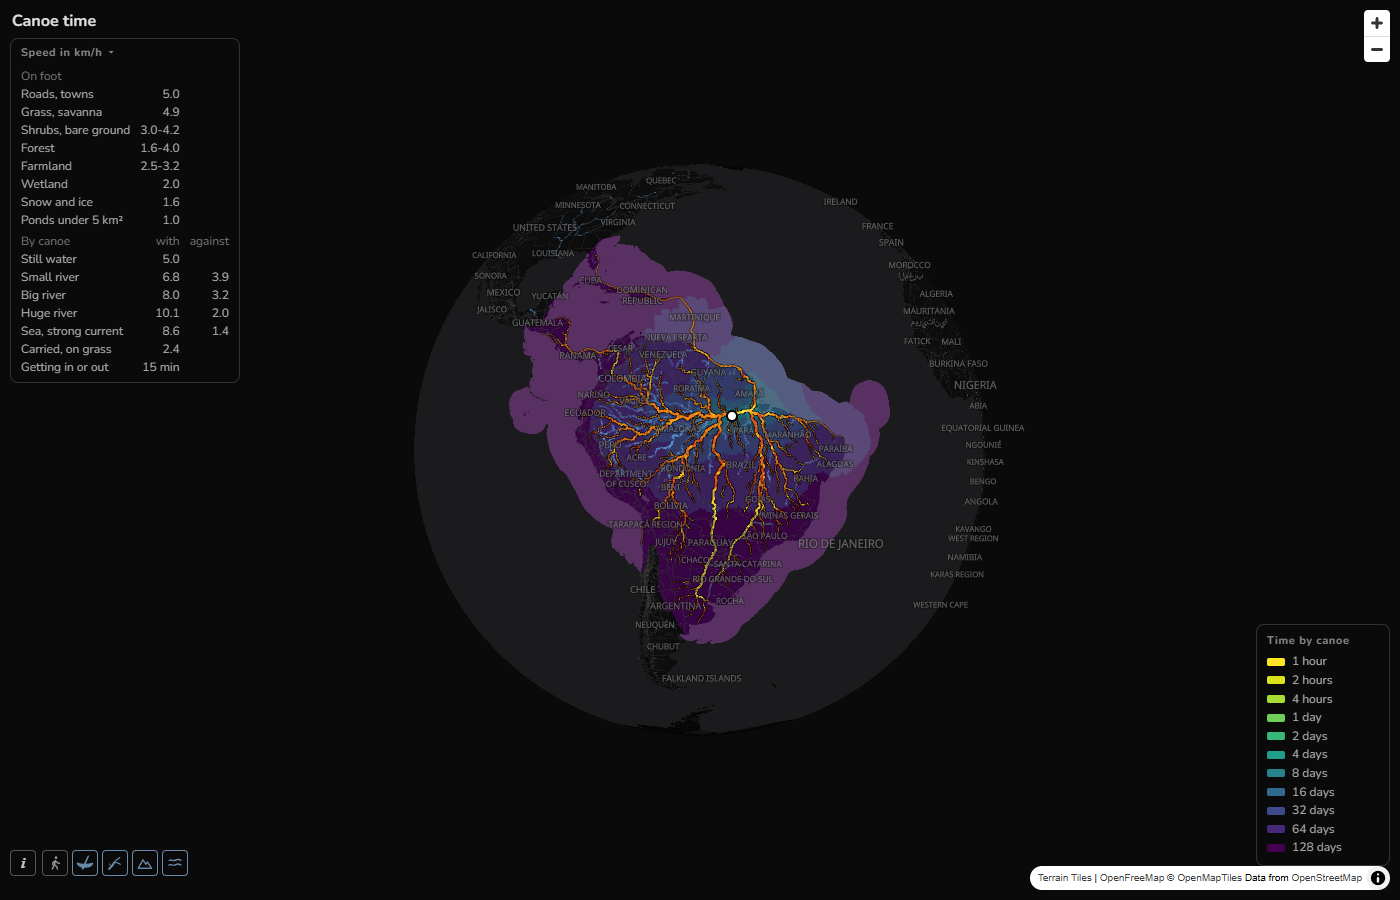 Canoe time
Speed in km/h
On foot
Roads, towns 5.0
Grass, savanna 4.9
Shrubs, bare ground 3.0-4.2
Forest 1.6-4.0
Farmland 2.5-3.2
Wetland 2.0
Snow and ice 1.6
Ponds under 5 km² 1.0
By canoe with against
Still water 5.0
Small river 6.8 3.9
Big river 8.0 3.2
Huge river 10.1 2.0
Sea, strong current 8.6 1.4
Carried, on grass 2.4
Getting in or out 15 min
QUEBEC
MANITOBA
MINNESOTA
CONNECTICUT
VIRGINIA
UNITED STATES
CALIFORNIA
LOUISIANA
SONORA
MEXICO
YUCATÁN
JALISCO
GUATEMALA
CUBA
DOMINICAN
REPUBLIC
MARTINIQUE
NUEVA ESPARTA
PANAMA
CESAR
VENEZUELA
COLOMBIA
GUYANA
RORAIMA
AMAPÁ
NARIÑO
ECUADOR
AMAZONAS
PARÁ
MARANHÃO
PERU
ACRE
PARAÍBA
ALAGOAS
DEPARTMENT
OF CUSCO
RONDÔNIA
BRAZIL
BAHIA
BENI
BOLIVIA
GOIÁS
MINAS GERAIS
TARAPACÁ REGION
JUJUY
PARAGUAY
SÃO PAULO
RIO DE JANEIRO
CHACO
SANTA CATARINA
RIO GRANDE DO SUL
CHILE
ARGENTINA
ROCHA
NEUQUÉN
CHUBUT
FALKLAND ISLANDS
IRELAND
FRANCE
SPAIN
MOROCCO
ALGERIA
MAURITANIA
FATICK
MALI
BURKINA FASO
NIGERIA
ABIA
EQUATORIAL GUINEA
NGOUNIÉ
KINSHASA
BENGO
ANGOLA
KAVANGO
WEST REGION
NAMIBIA
KARAS REGION
WESTERN CAPE
Time by canoe
1 hour
2 hours
4 hours
1 day
2 days
4 days
8 days
16 days
32 days
64 days
128 days
Terrain Tiles | OpenFreeMap © OpenMapTiles Data from OpenStreetMap